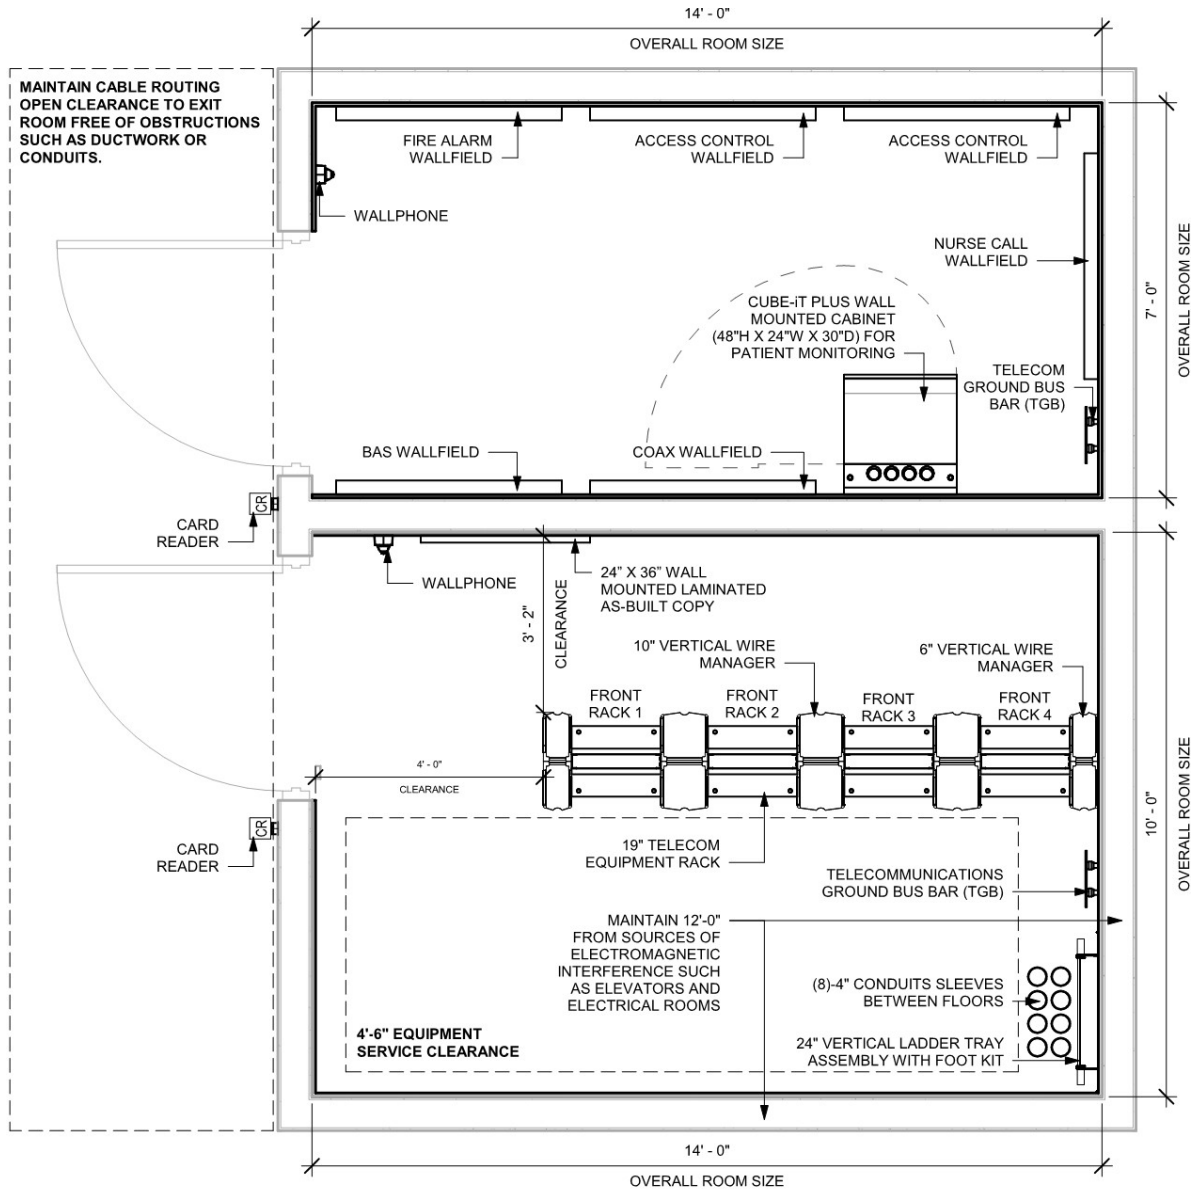 14' - 0"
OVERALL ROOM SIZE
MAINTAIN CABLE ROUTING
OPEN CLEARANCE TO EXIT
ROOM FREE OF OBSTRUCTIONS
SUCH AS DUCTWORK OR
CONDUITS.
FIRE ALARM
WALLFIELD
ACCESS CONTROL
WALLFIELD
ACCESS CONTROL
WALLFIELD
WALLPHONE
NURSE CALL
WALLFIELD
7' - 0"
OVERALL ROOM SIZE
CUBE-iT PLUS WALL
MOUNTED CABINET
(48"H X 24"W X 30"D) FOR
PATIENT MONITORING
TELECOM
GROUND BUS
BAR (TGB)
BAS WALLFIELD
COAX WALLFIELD
CR
CARD
READER
WALLPHONE
24" X 36" WALL
MOUNTED LAMINATED
AS-BUILT COPY
3' - 2"
CLEARANCE
10" VERTICAL WIRE
MANAGER
6" VERTICAL WIRE
MANAGER
FRONT
RACK 1
FRONT
RACK 2
FRONT
RACK 3
FRONT
RACK 4
4' - 0"
CLEARANCE
10' - 0"
OVERALL ROOM SIZE
CR
CARD
READER
19" TELECOM
EQUIPMENT RACK
TELECOMMUNICATIONS
GROUND BUS BAR (TGB)
MAINTAIN 12'-0"
FROM SOURCES OF
ELECTROMAGNETIC
INTERFERENCE SUCH
AS ELEVATORS AND
ELECTRICAL ROOMS
(8)-4" CONDUITS SLEEVES
BETWEEN FLOORS
4'-6" EQUIPMENT
SERVICE CLEARANCE
24" VERTICAL LADDER TRAY
ASSEMBLY WITH FOOT KIT
14' - 0"
OVERALL ROOM SIZE